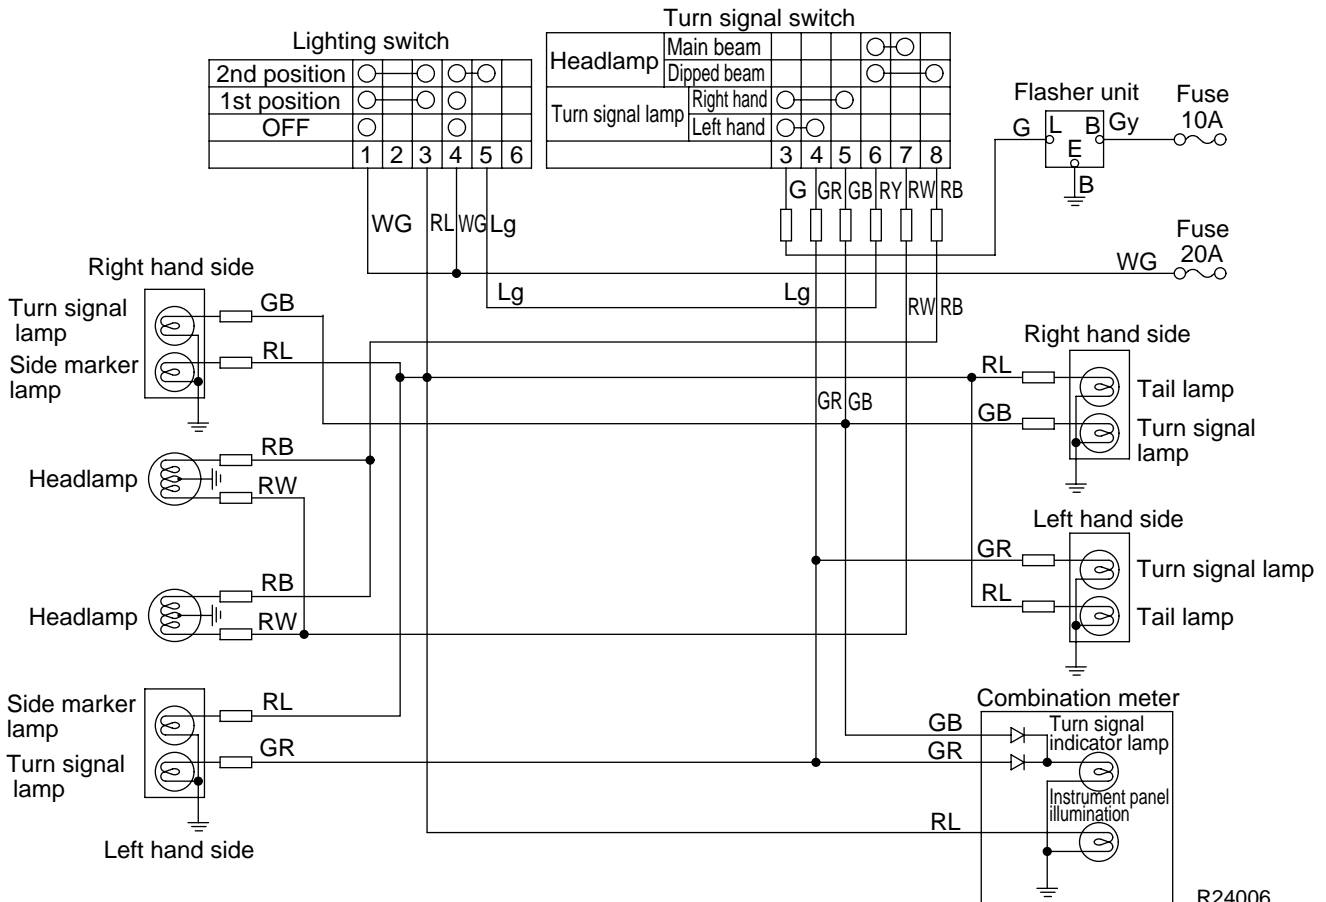 Turn signal switch
Lighting switch
Headlamp
Main beam
Dipped beam
Turn signal lamp
Right hand
Left hand
3 4 5 6 7 8
2nd position
1st position
OFF
1 2 3 4 5 6
Flasher unit
Fuse
10A
G
L
B
Gy
E
B
G
GR
GB
RY
RW
RB
WG
RL
WG
Lg
Fuse
20A
WG
Right hand side
Turn signal
lamp
GB
Side marker
lamp
RL
Lg
Lg
RW
RB
Right hand side
RL
Tail lamp
GR
GB
GB
Turn signal
lamp
Headlamp
RB
RW
Left hand side
GR
Turn signal lamp
RL
Tail lamp
Headlamp
RB
RW
Side marker
lamp
RL
Turn signal
lamp
GR
Left hand side
Combination meter
GB
Turn signal
indicator lamp
GR
Instrument panel
illumination
RL
R24006